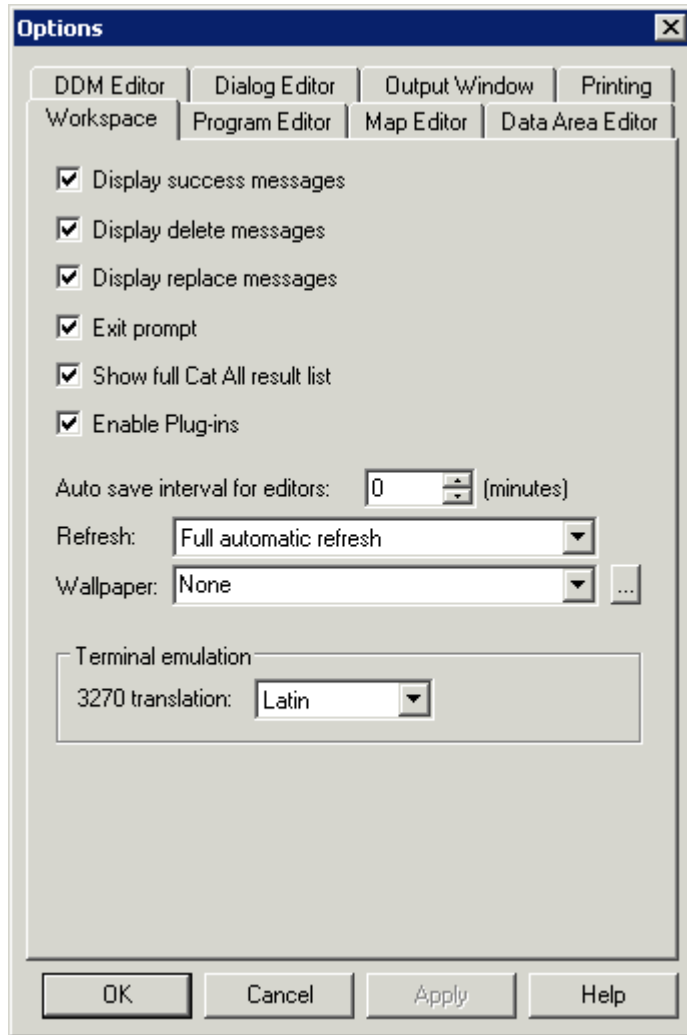 Options
DDM Editor Dialog Editor Output Window Printing
Workspace Program Editor Map Editor Data Area Editor
Display success messages
Display delete messages
Display replace messages
Exit prompt
Show full Cat All result list
Enable Plug-ins
Auto save interval for editors: 0 (minutes)
Refresh: Full automatic refresh
Wallpaper: None ...
Terminal emulation
3270 translation: Latin
OK Cancel Apply Help